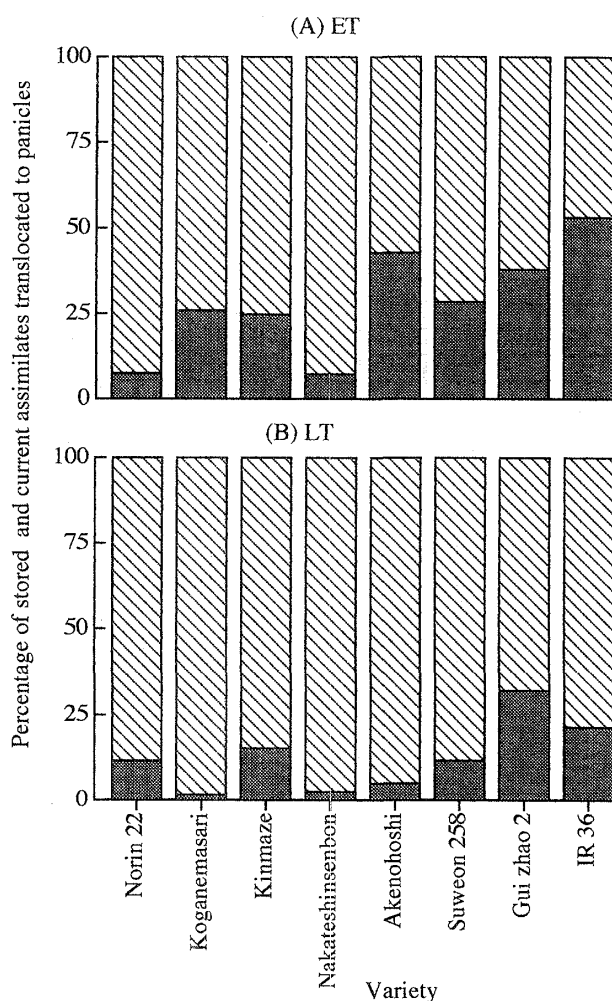 (A) ET
100
75
50
25
0
(B) LT
100
75
50
25
0
Percentage of stored and current assimilates translocated to panicles
Norin 22
Koganemasari
Kinmaze
Nakateshinsenbon
Akenohoshi
Suweon 258
Gui zhao 2
IR 36
Variety